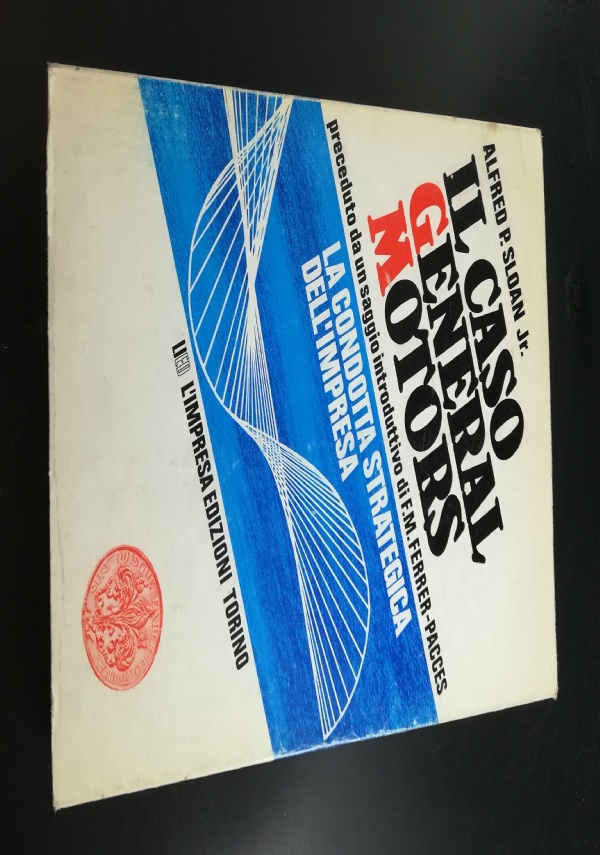 ALFRED P. SLOAN Jr.
IL CASO
GENERAL
MOTORS
preceduto da un saggio introduttivo di F.M. FERRER-PACCES
LA CONDOTTA STRATEGICA
DELL'IMPRESA
L'IMPRESA EDIZIONI TORINO